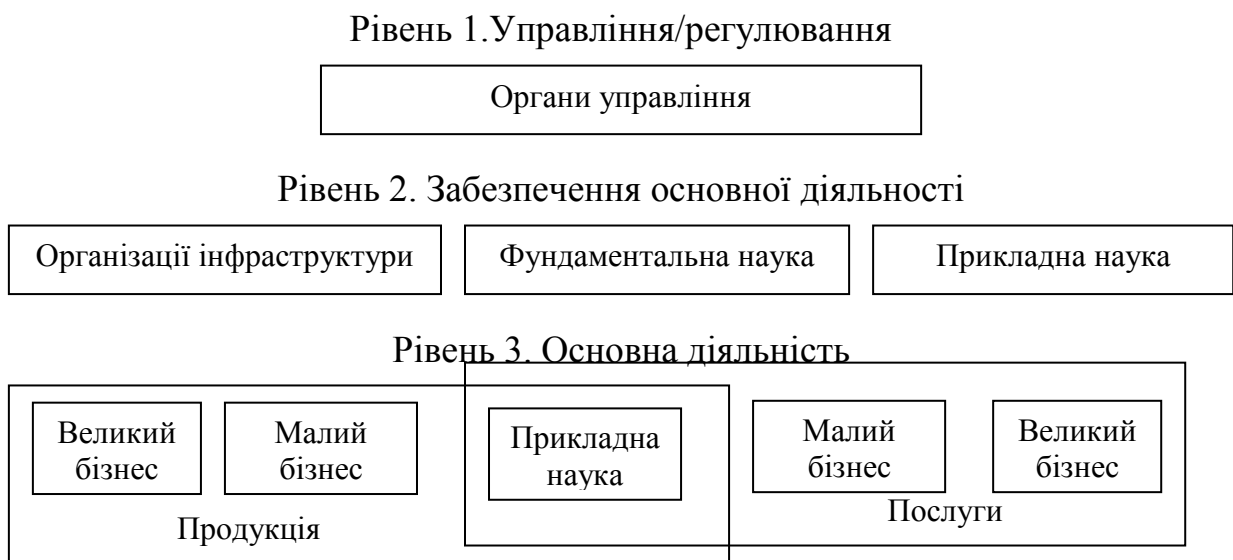 Рівень 1.Управління/регулювання
Органи управління
Рівень 2. Забезпечення основної діяльності
Організації інфраструктури
Фундаментальна наука
Прикладна наука
Рівень 3. Основна діяльність
Великий
бізнес
Малий
бізнес
Прикладна
наука
Малий
бізнес
Великий
бізнес
Продукція
Послуги